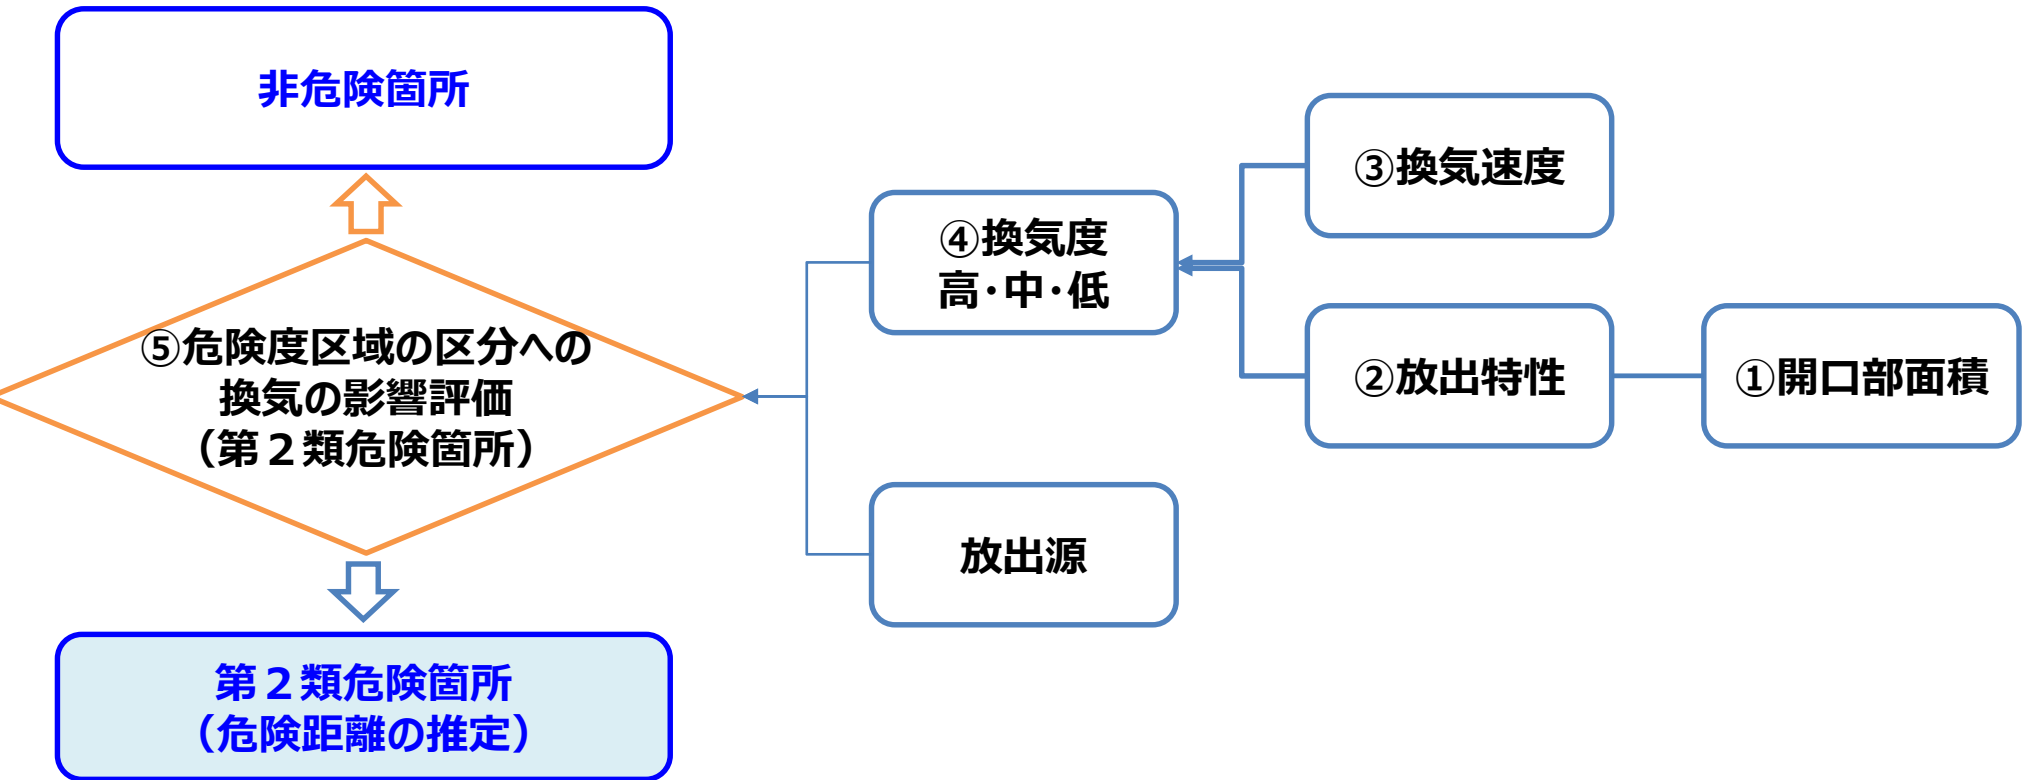 非危険箇所
③換気速度
④換気度
高・中・低
⑤危険度区域の区分への
換気の影響評価
（第２類危険箇所）
②放出特性
①開口部面積
放出源
第２類危険箇所
（危険距離の推定）